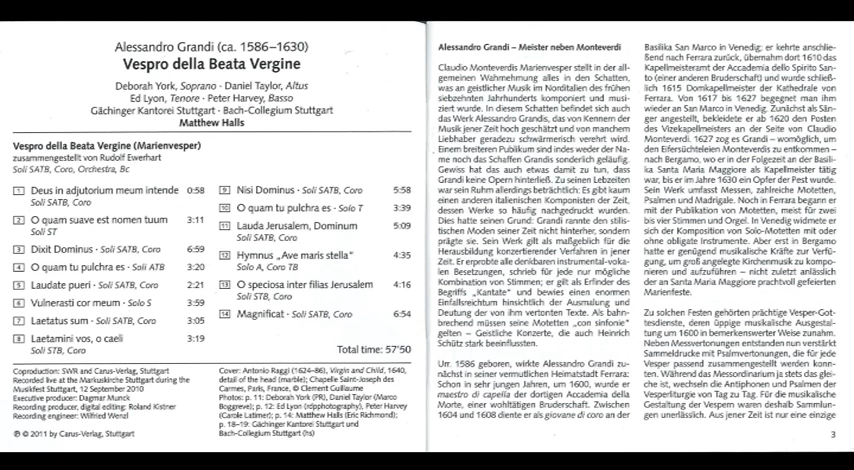 Alessandro Grandi (ca. 1586–1630)
Vespro della Beata Vergine
Deborah York, Soprano · Daniel Taylor, Altus
Ed Lyon, Tenore · Peter Harvey, Basso
Gächinger Kantorei Stuttgart · Bach-Collegium Stuttgart
Matthew Halls
Vespro della Beata Vergine (Marienvesper)
zusammengestellt von Rudolf Ewerhart
Soli SATB, Coro, Orchestra, Bc
1 Deus in adjutorium meum intende 0:58
Soli SATB, Coro
2 O quam suave est nomen tuum 3:11
Soli ST
3 Dixit Dominus · Soli SATB, Coro 6:59
4 O quam tu pulchra es · Soli ATB 3:20
5 Laudate pueri · Soli SATB, Coro 2:21
6 Vulnerasti cor meum · Solo S 3:59
7 Laetatus sum · Soli SATB, Coro 3:05
8 Laetamini vos, o caeli 3:19
Soli STB, Coro
9 Nisi Dominus · Soli SATB, Coro 5:58
10 O quam tu pulchra es · Solo T 3:39
11 Lauda Jerusalem, Dominum 5:09
Soli SATB, Coro
12 Hymnus „Ave maris stella“ 4:35
Solo A, Coro TB
13 O speciosa inter filias Jerusalem 4:16
Soli STB, Coro
14 Magnificat · Soli SATB, Coro 6:54
Total time: 57'50
Coproduction: SWR and Carus-Verlag, Stuttgart
Recorded live at the Markuskirche Stuttgart during the
Musikfest Stuttgart, 12 September 2010
Executive producer: Dagmar Munck
Recording producer, digital editing: Roland Kistner
Recording engineer: Wilfried Wenzl
℗ © 2011 by Carus-Verlag, Stuttgart
Cover: Antonio Raggi (1624–86), Virgin and Child, 1640,
detail of the head (marble); Chapelle Saint-Joseph des
Carmes, Paris, France, © Clement Guillaume
Photos: p. 11: Deborah York (PR), Daniel Taylor (Marco
Boggreve); p. 12: Ed Lyon (rdpphotography), Peter Harvey
(Carole Latimer); p. 14: Matthew Halls (Eric Richmond);
p. 18–19: Gächinger Kantorei Stuttgart und
Bach-Collegium Stuttgart (hs)
Alessandro Grandi – Meister neben Monteverdi
Claudio Monteverdis Marienvesper stellt in der all-
gemeinen Wahrnehmung alles in den Schatten,
was an geistlicher Musik im Norditalien des frühen
siebzehnten Jahrhunderts komponiert und musi-
ziert wurde. In diesem Schatten befindet sich auch
das Werk Alessandro Grandis, das von Kennern der
Musik jener Zeit hoch geschätzt und von manchem
Liebhaber geradezu schwärmerisch verehrt wird.
Einem breiteren Publikum sind indes weder der Na-
me noch das Schaffen Grandis sonderlich geläufig.
Gewiss hat das auch etwas damit zu tun, dass
Grandi keine Opern hinterließ. Zu seinen Lebzeiten
war sein Ruhm allerdings beträchtlich: Es gibt kaum
einen anderen italienischen Komponisten der Zeit,
dessen Werke so häufig nachgedruckt wurden.
Dies hatte seinen Grund: Grandi rannte den stilis-
tischen Moden seiner Zeit nicht hinterher, sondern
prägte sie. Sein Werk gilt als maßgeblich für die
Herausbildung konzertierender Verfahren in jener
Zeit. Er erprobte alle denkbaren instrumental-voka-
len Besetzungen, schrieb für jede nur mögliche
Kombination von Stimmen; er gilt als Erfinder des
Begriffs „Kantate“ und bewies einen enormen
Einfallsreichtum hinsichtlich der Ausmalung und
Deutung der von ihm vertonten Texte. Als bahn-
brechend müssen seine Motetten „con sinfonie“
gelten – Geistliche Konzerte, die auch Heinrich
Schütz stark beeinflussten.
Um 1586 geboren, wirkte Alessandro Grandi zu-
nächst in seiner vermutlichen Heimatstadt Ferrara:
Schon in sehr jungen Jahren, um 1600, wurde er
maestro di capella der dortigen Accademia della
Morte, einer wohltätigen Bruderschaft. Zwischen
1604 und 1608 diente er als giovane di coro an der
Basilika San Marco in Venedig; er kehrte anschlie-
ßend nach Ferrara zurück, übernahm dort 1610 das
Kapellmeisteramt der Accademia dello Spirito San-
to (einer anderen Bruderschaft) und wurde schließ-
lich 1615 Domkapellmeister der Kathedrale von
Ferrara. Von 1617 bis 1627 begegnet man ihm
wieder an San Marco in Venedig. Zunächst als Sän-
ger angestellt, bekleidete er ab 1620 den Posten
des Vizekapellmeisters an der Seite von Claudio
Monteverdi. 1627 zog es Grandi – womöglich, um
den Eifersüchteleien Monteverdis zu entkommen –
nach Bergamo, wo er in der Folgezeit an der Basili-
ka Santa Maria Maggiore als Kapellmeister tätig
war, bis er im Jahre 1630 ein Opfer der Pest wurde.
Sein Werk umfasst Messen, zahlreiche Motetten,
Psalmen und Madrigale. Noch in Ferrara begann er
mit der Publikation von Motetten, meist für zwei
bis vier Stimmen und Orgel. In Venedig widmete er
sich der Komposition von Solo-Motetten mit oder
ohne obligate Instrumente. Aber erst in Bergamo
hatte er genügend musikalische Kräfte zur Verfü-
gung, um groß angelegte Kirchenmusik zu kompo-
nieren und aufzuführen – nicht zuletzt anlässlich
der an Santa Maria Maggiore prachtvoll gefeierten
Marienfeste.
Zu solchen Festen gehörten prächtige Vesper-Got-
tesdienste, deren üppige musikalische Ausgestal-
tung um 1600 in bemerkenswerter Weise zunahm.
Neben Messvertonungen entstanden nun verstärkt
Sammeldrucke mit Psalmvertonungen, die für jede
Vesper passend zusammengestellt werden konn-
ten. Während das Messordinarium ja stets das glei-
che ist, wechseln die Antiphonen und Psalmen der
Vesperliturgie von Tag zu Tag. Für die musikalische
Gestaltung der Vespern waren deshalb Sammlun-
gen unerlässlich. Aus jener Zeit ist nur eine einzige
3